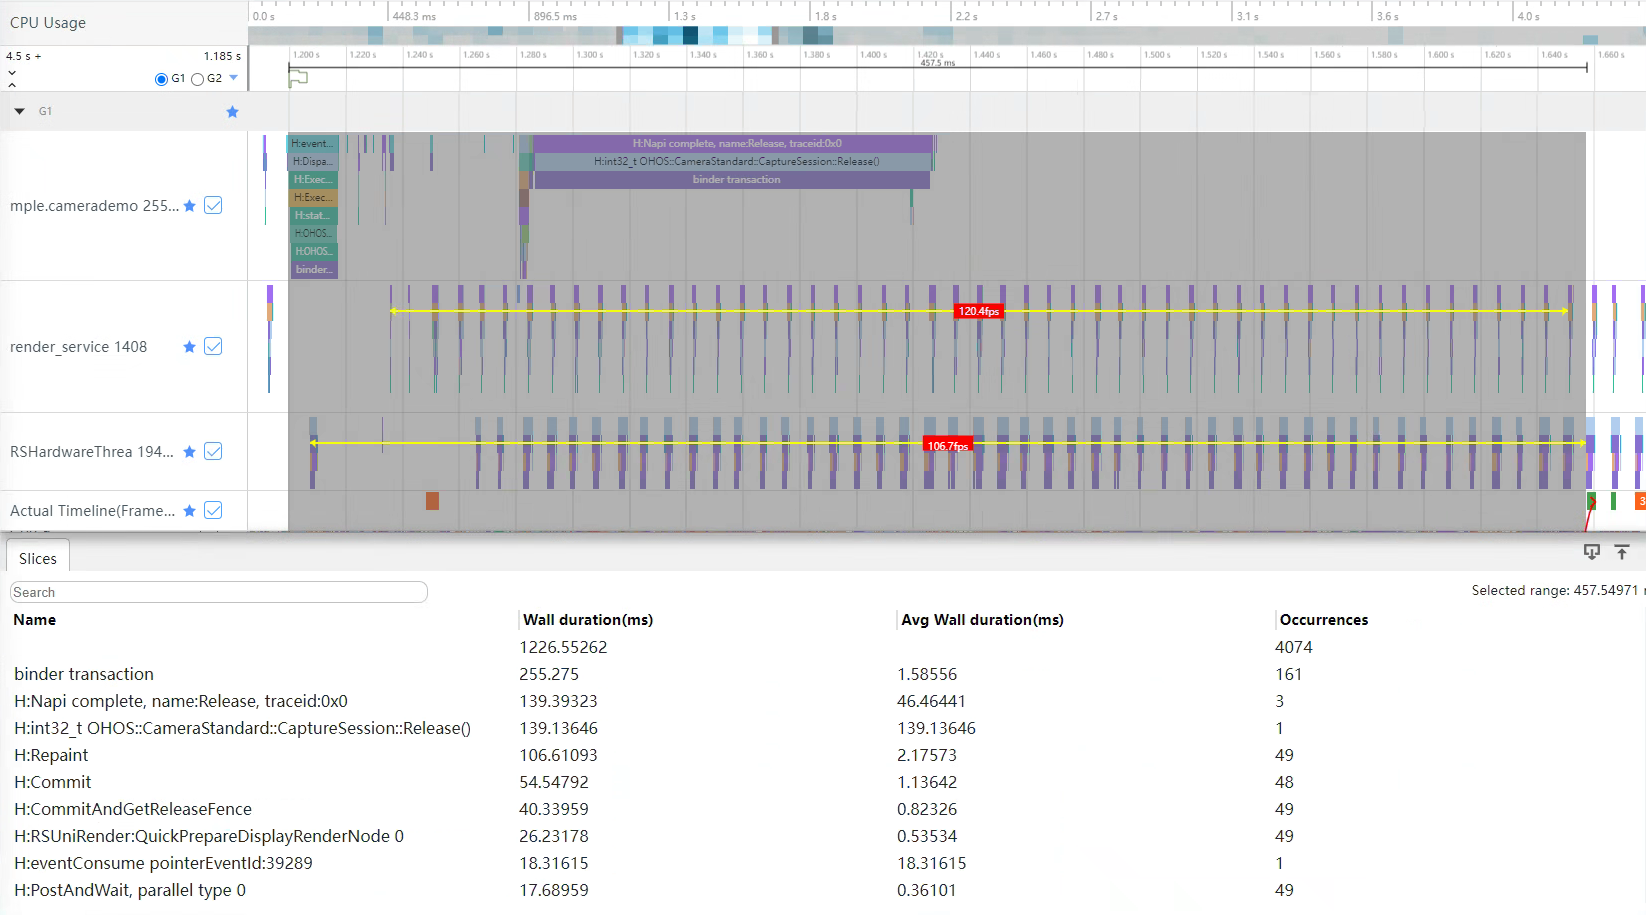 CPU Usage
0.0 s 448.3 ms 896.5 ms 1.3 s 1.8 s 2.2 s 2.7 s 3.1 s 3.6 s 4.0 s
4.5 s + 1.185 s
1.200 s 1.220 s 1.240 s 1.260 s 1.280 s 1.300 s 1.320 s 1.340 s 1.360 s 1.380 s 1.400 s 1.420 s 1.440 s 1.460 s 1.480 s 1.500 s 1.520 s 1.540 s 1.560 s 1.580 s 1.600 s 1.620 s 1.640 s 1.660 s
457.5 ms
G1 G2
G1
H:event... H:Napi complete, name:Release, traceid:0x0
H:Dispa... H:int32_t OHOS::CameraStandard::CaptureSession::Release()
H:Exec... binder transaction
H:Exec...
mple.camerademo 255...
H:stat...
H:OHOS...
H:OHOS...
binder...
120.4fps
render_service 1408
106.7fps
RSHardwareThrea 194...
Actual Timeline(Frame...
3
Slices
Search
Selected range: 457.54971
Name Wall duration(ms) Avg Wall duration(ms) Occurrences
1226.55262 4074
binder transaction 255.275 1.58556 161
H:Napi complete, name:Release, traceid:0x0 139.39323 46.46441 3
H:int32_t OHOS::CameraStandard::CaptureSession::Release() 139.13646 139.13646 1
H:Repaint 106.61093 2.17573 49
H:Commit 54.54792 1.13642 48
H:CommitAndGetReleaseFence 40.33959 0.82326 49
H:RSUniRender:QuickPrepareDisplayRenderNode 0 26.23178 0.53534 49
H:eventConsume pointerEventId:39289 18.31615 18.31615 1
H:PostAndWait, parallel type 0 17.68959 0.36101 49